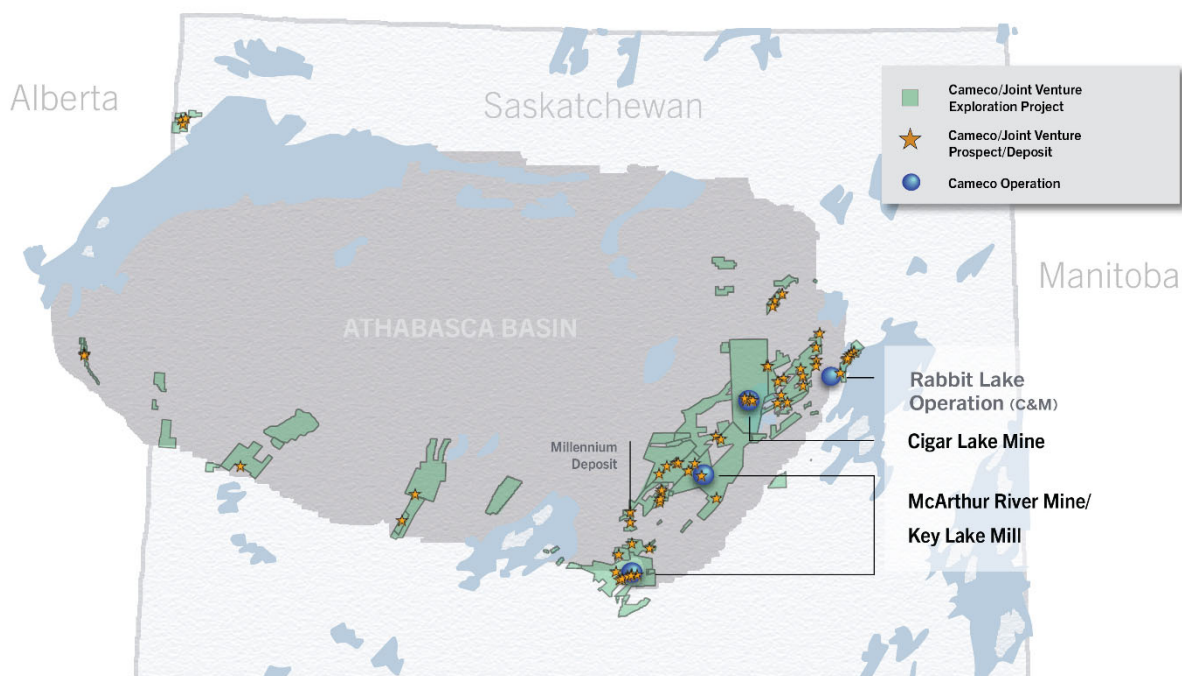 Alberta
Saskatchewan
Cameco/Joint Venture
Exploration Project
Cameco/Joint Venture
Prospect/Deposit
Cameco Operation
Manitoba
ATHABASCA BASIN
Rabbit Lake
Operation (C&M)
Cigar Lake Mine
Millennium
Deposit
McArthur River Mine/
Key Lake Mill